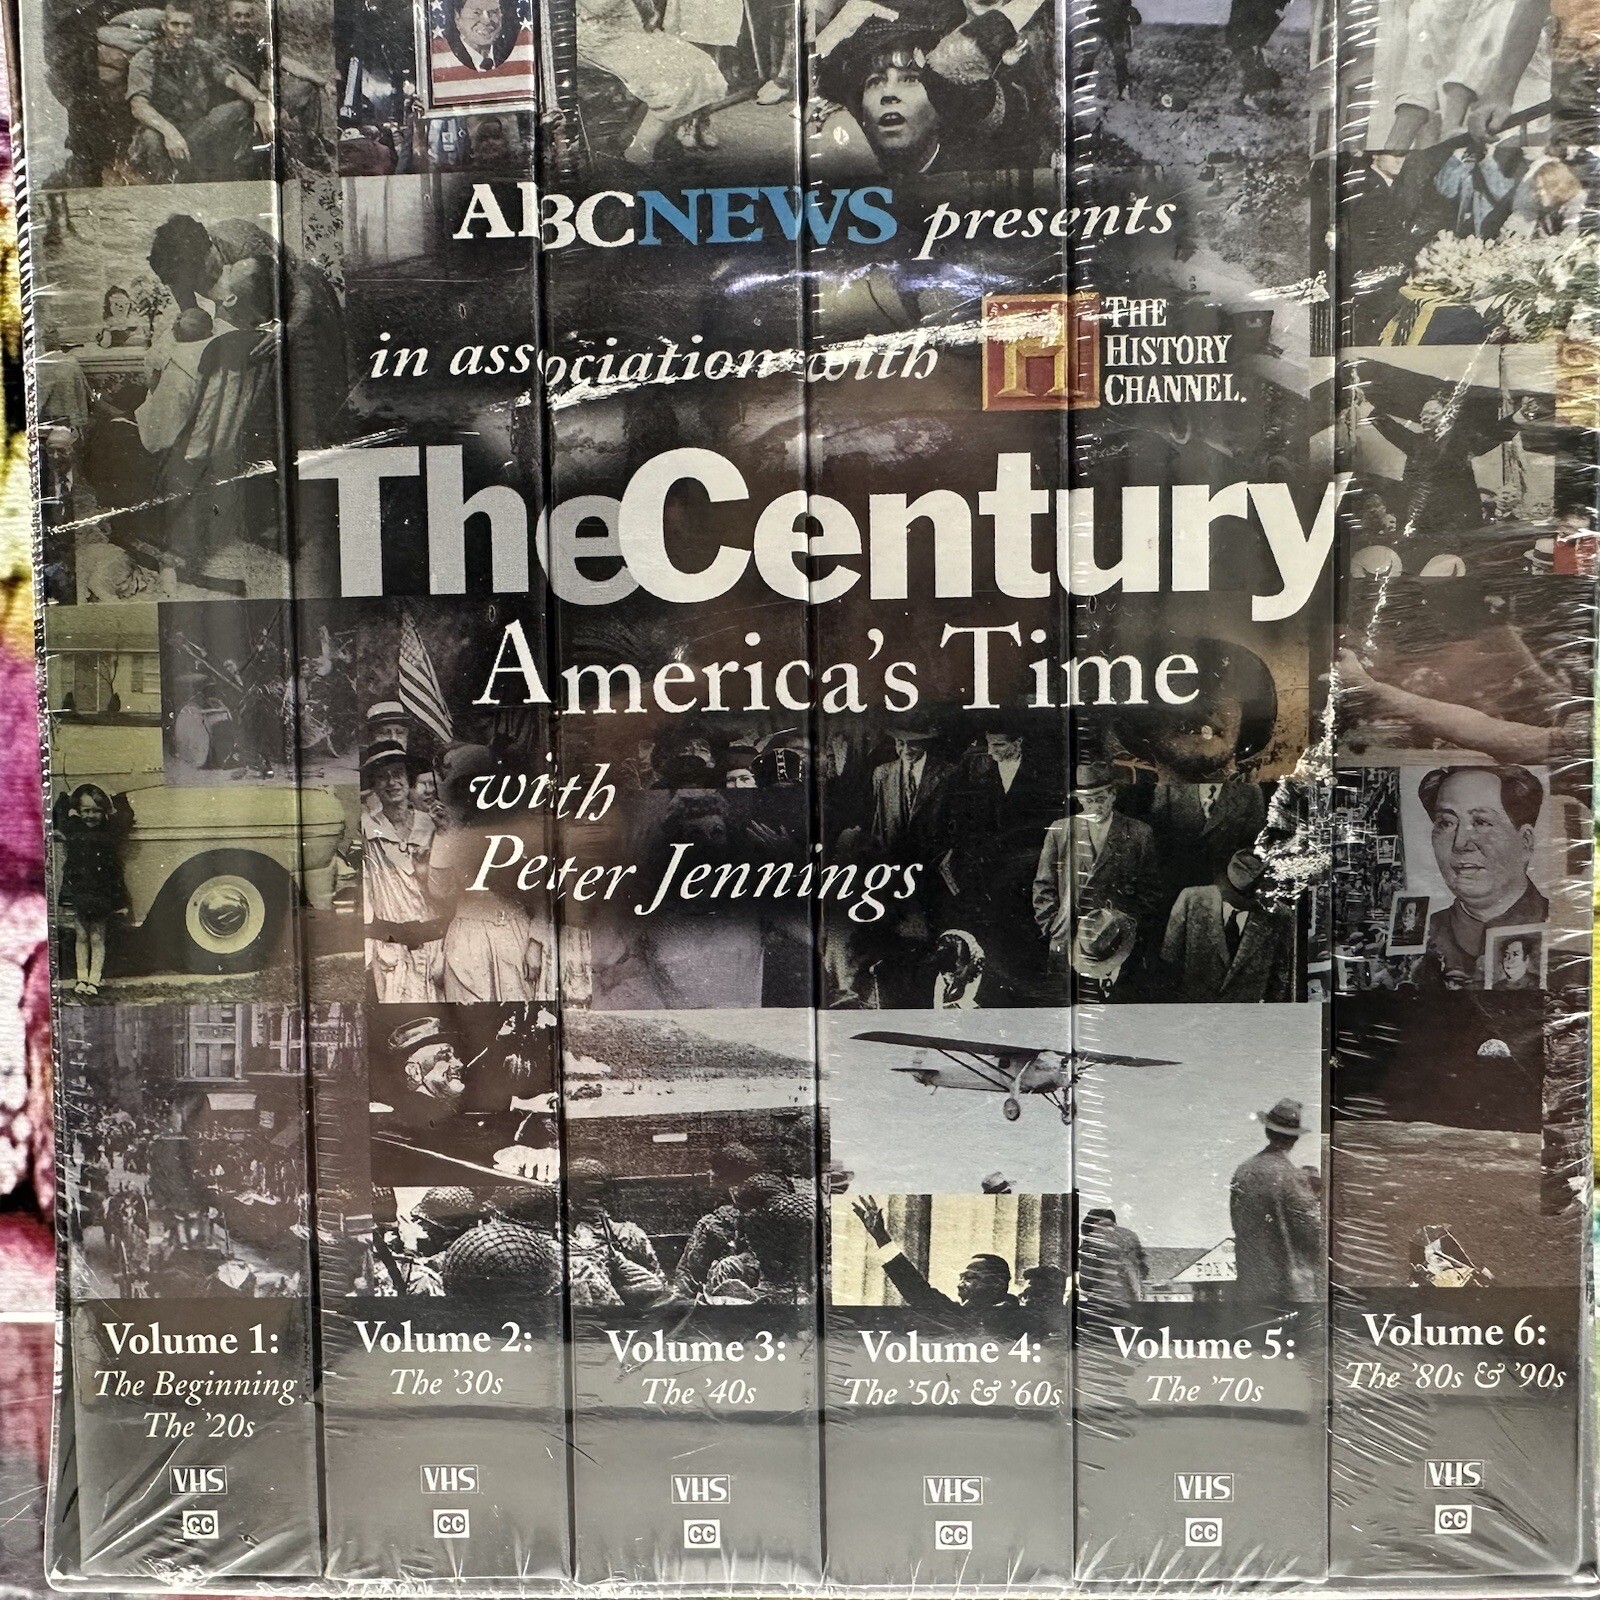 ABCNEWS presents
in association with
THE
HISTORY
CHANNEL.
H
TheCentury
America's Time
with
Peter Jennings
Volume 1:
The Beginning
The '20s
VHS
CC
Volume 2:
The '30s
VHS
CC
Volume 3:
The '40s
VHS
CC
Volume 4:
The '50s & '60s
VHS
CC
Volume 5:
The '70s
VHS
CC
Volume 6:
The '80s & '90s
VHS
CC